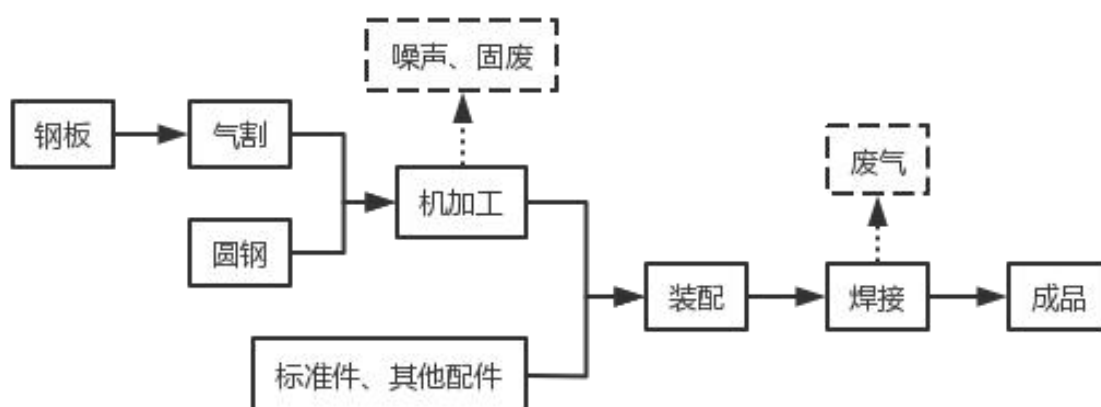 噪声、固废
钢板
气割
废气
机加工
圆钢
装配
焊接
成品
标准件、其他配件